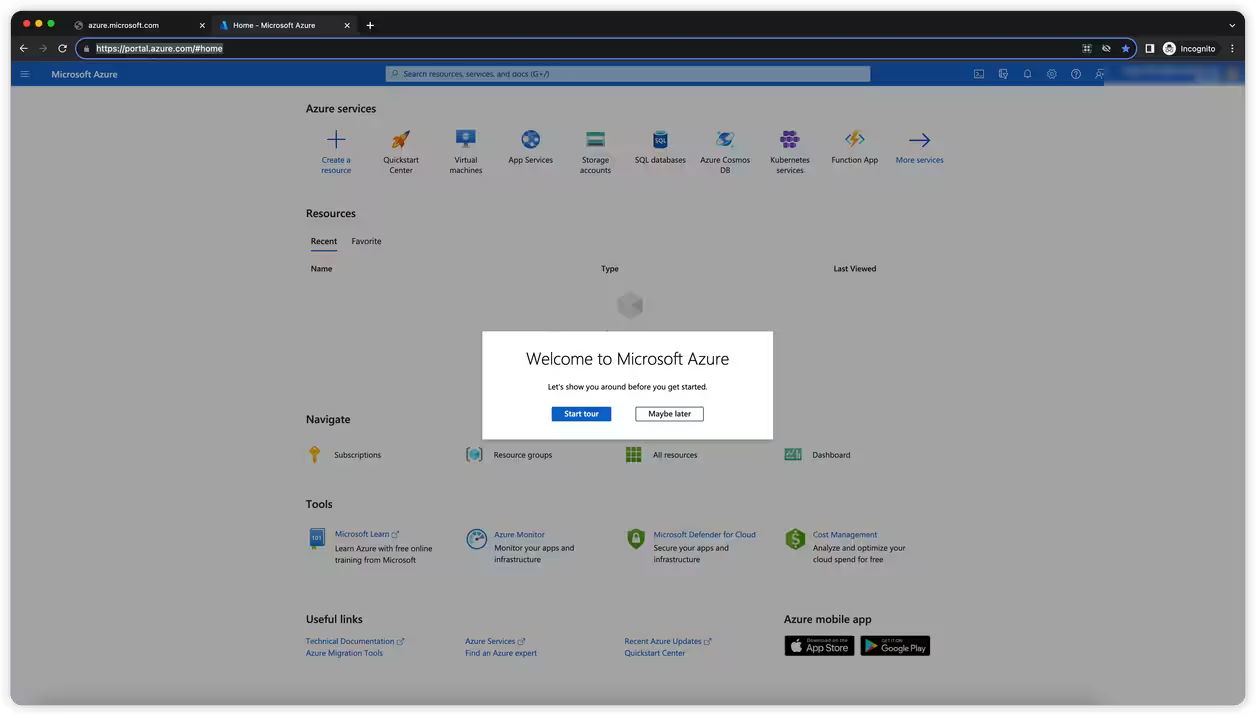 azure.microsoft.com
Home - Microsoft Azure
https://portal.azure.com/#home
Incognito
Microsoft Azure
Search resources, services, and docs (G+/)
Azure services
Create a
resource
Quickstart
Center
Virtual
machines
App Services
Storage
accounts
SQL
SQL databases
Azure Cosmos
DB
Kubernetes
services
Function App
More services
Resources
Recent
Favorite
Name
Type
Last Viewed
Welcome to Microsoft Azure
Let's show you around before you get started.
Start tour
Maybe later
Navigate
Subscriptions
Resource groups
All resources
Dashboard
Tools
101
Microsoft Learn
Learn Azure with free online
training from Microsoft
Azure Monitor
Monitor your apps and
infrastructure
Microsoft Defender for Cloud
Secure your apps and
infrastructure
Cost Management
Analyze and optimize your
cloud spend for free
Useful links
Technical Documentation
Azure Migration Tools
Azure Services
Find an Azure expert
Recent Azure Updates
Quickstart Center
Azure mobile app
Download on the
App Store
GET IT ON
Google Play